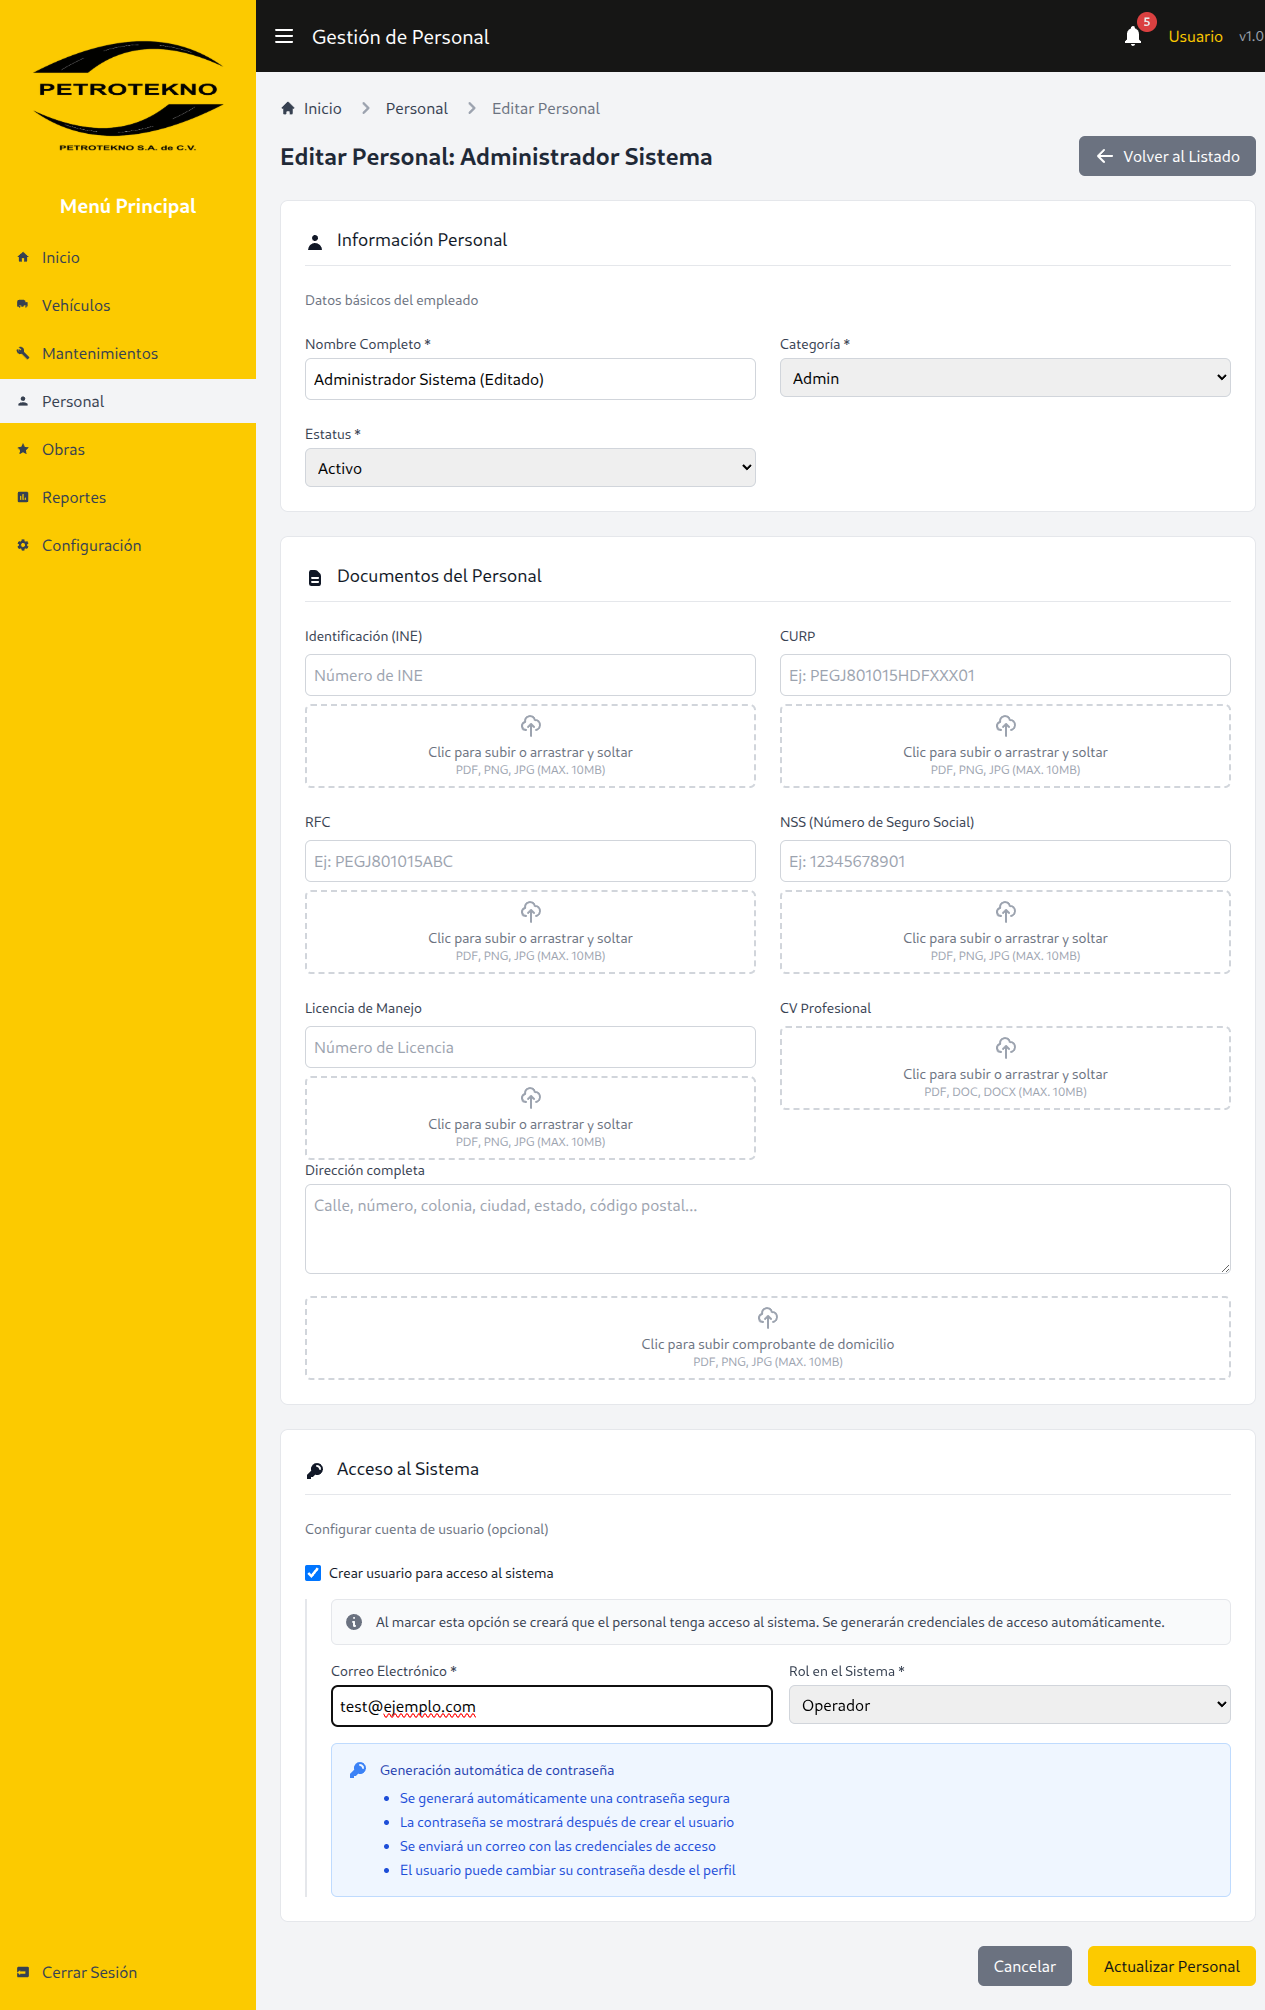 PETROTEKNO
PETROTEKNO S.A. de C.V.
Menú Principal
Inicio
Vehículos
Mantenimientos
Personal
Obras
Reportes
Configuración
Cerrar Sesión
Gestión de Personal
5
Usuario
v1.0
Inicio
Personal
Editar Personal
Editar Personal: Administrador Sistema
Volver al Listado
Información Personal
Datos básicos del empleado
Nombre Completo *
Categoría *
Administrador Sistema (Editado)
Admin
Estatus *
Activo
Documentos del Personal
Identificación (INE)
CURP
Número de INE
Ej: PEGJ801015HDFXXX01
Clic para subir o arrastrar y soltar
PDF, PNG, JPG (MAX. 10MB)
Clic para subir o arrastrar y soltar
PDF, PNG, JPG (MAX. 10MB)
RFC
NSS (Número de Seguro Social)
Ej: PEGJ801015ABC
Ej: 12345678901
Clic para subir o arrastrar y soltar
PDF, PNG, JPG (MAX. 10MB)
Clic para subir o arrastrar y soltar
PDF, PNG, JPG (MAX. 10MB)
Licencia de Manejo
CV Profesional
Número de Licencia
Clic para subir o arrastrar y soltar
PDF, DOC, DOCX (MAX. 10MB)
Clic para subir o arrastrar y soltar
PDF, PNG, JPG (MAX. 10MB)
Dirección completa
Calle, número, colonia, ciudad, estado, código postal...
Clic para subir comprobante de domicilio
PDF, PNG, JPG (MAX. 10MB)
Acceso al Sistema
Configurar cuenta de usuario (opcional)
Crear usuario para acceso al sistema
Al marcar esta opción se creará que el personal tenga acceso al sistema. Se generarán credenciales de acceso automáticamente.
Correo Electrónico *
Rol en el Sistema *
test@ejemplo.com
Operador
Generación automática de contraseña
• Se generará automáticamente una contraseña segura
• La contraseña se mostrará después de crear el usuario
• Se enviará un correo con las credenciales de acceso
• El usuario puede cambiar su contraseña desde el perfil
Cancelar
Actualizar Personal